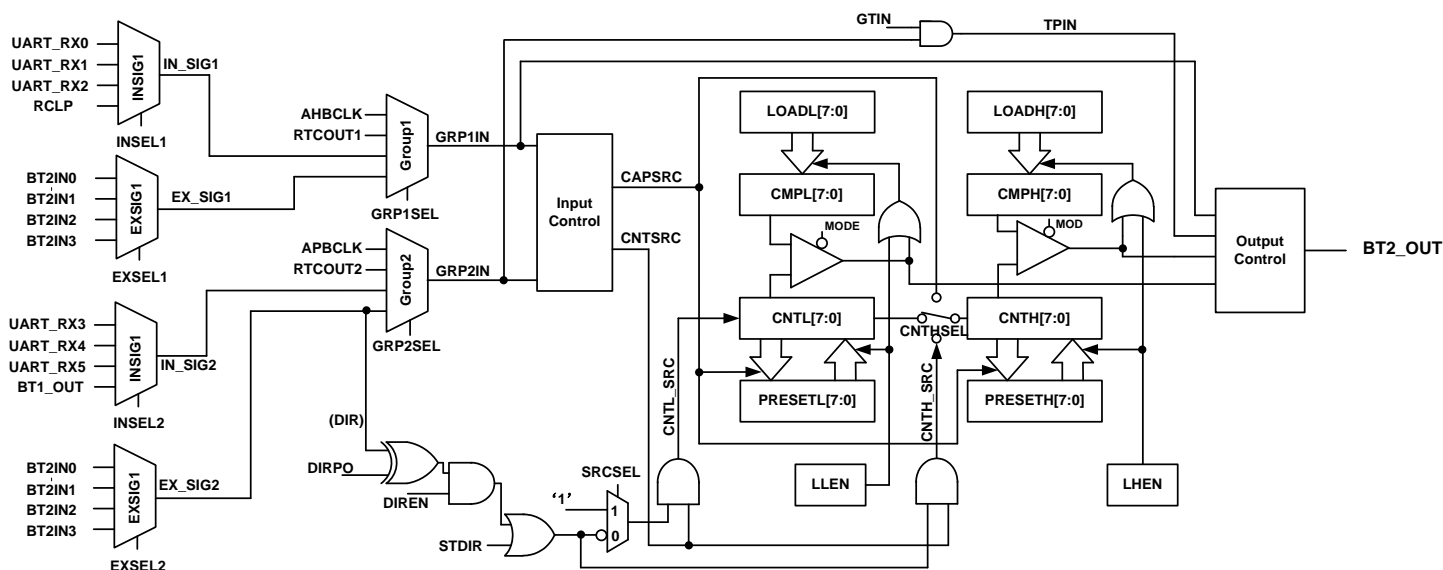 UART_RX0
UART_RX1
UART_RX2
RCLP
INSIG1
IN_SIG1
INSEL1
BT2IN0
BT2IN1
BT2IN2
BT2IN3
EXSIG1
EX_SIG1
EXSEL1
AHBCLK
RTCOUT1
Group1
GRP1IN
GRP1SEL
APBCLK
RTCOUT2
Group2
GRP2IN
GRP2SEL
UART_RX3
UART_RX4
UART_RX5
BT1_OUT
INSIG1
IN_SIG2
INSEL2
BT2IN0
BT2IN1
BT2IN2
BT2IN3
EXSIG1
EX_SIG2
EXSEL2
(DIR)
DIRPO
DIREN
STDIR
SRCSEL
‘1’
1
0
Input
Control
CAPSRC
CNTSRC
GTIN
TPIN
LOADL[7:0]
CMPL[7:0]
MODE
CNTL[7:0]
PRESETL[7:0]
CNTL_SRC
CNTHSEL
CNTH_SRC
LOADH[7:0]
CMPH[7:0]
MOD
CNTH[7:0]
PRESETH[7:0]
LLEN
LHEN
Output
Control
BT2_OUT